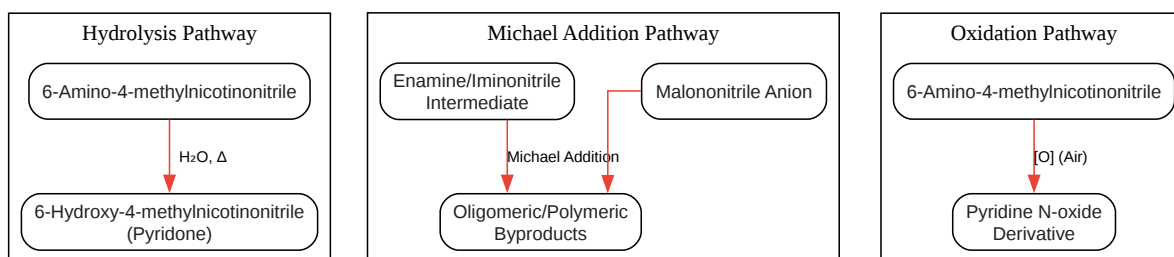 Hydrolysis Pathway
6-Amino-4-methylnicotinonitrile
H₂O, Δ
6-Hydroxy-4-methylnicotinonitrile
(Pyridone)
Michael Addition Pathway
Enamine/Iminonitrile
Intermediate
Malononitrile Anion
Michael Addition
Oligomeric/Polymeric
Byproducts
Oxidation Pathway
6-Amino-4-methylnicotinonitrile
[O] (Air)
Pyridine N-oxide
Derivative